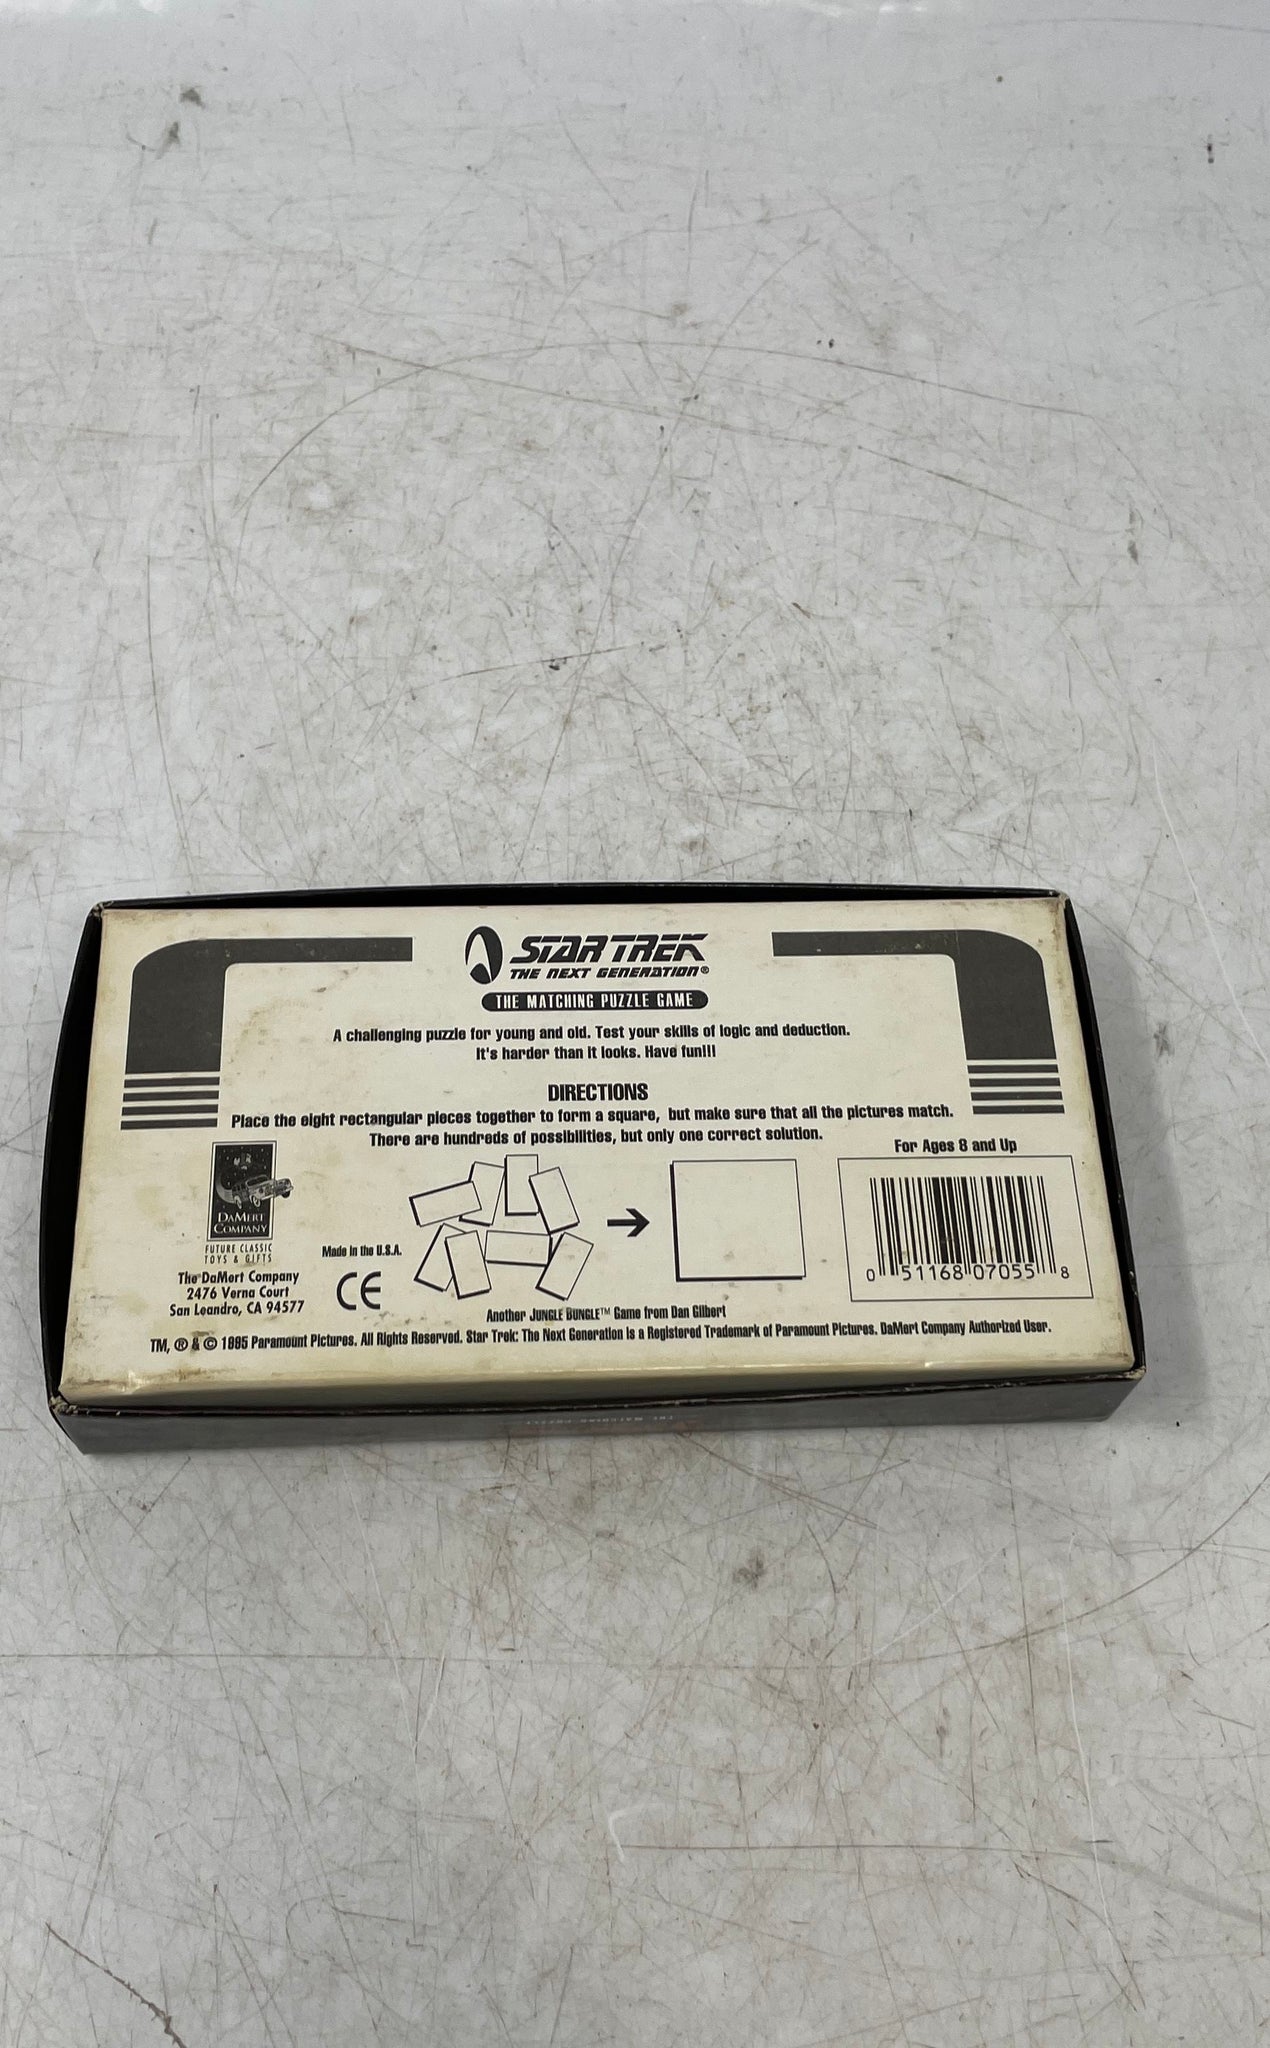 STAR TREK
THE NEXT GENERATION®
THE MATCHING PUZZLE GAME
A challenging puzzle for young and old. Test your skills of logic and deduction.
It's harder than it looks. Have fun!!!
DIRECTIONS
Place the eight rectangular pieces together to form a square, but make sure that all the pictures match.
There are hundreds of possibilities, but only one correct solution.
For Ages 8 and Up
DAMERT
COMPANY
FUTURE CLASSIC
TOYS & GIFTS
The DaMert Company
2476 Verna Court
San Leandro, CA 94577
Made in the U.S.A.
CE
0 51168 07055 8
Another JUNGLE BUNGLE™ Game from Dan Gilbert
TM, ® & © 1995 Paramount Pictures. All Rights Reserved. Star Trek: The Next Generation is a Registered Trademark of Paramount Pictures. DaMert Company Authorized User.
THE MATCHING PUZZLE